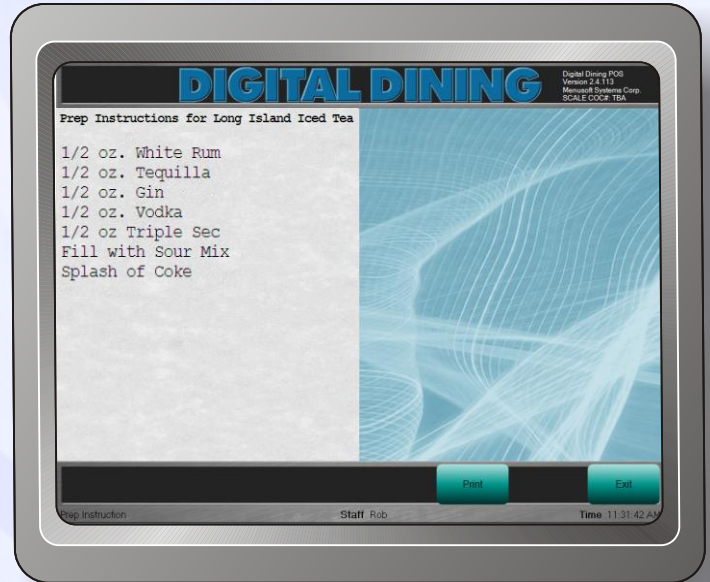 DIGITAL DINING
Digital Dining POS
Version 2.4.113
Menusoft Systems Corp.
SCALE COC#: TBA
Prep Instructions for Long Island Iced Tea
1/2 oz. White Rum
1/2 oz. Tequilla
1/2 oz. Gin
1/2 oz. Vodka
1/2 oz Triple Sec
Fill with Sour Mix
Splash of Coke
Print
Exit
Prep Instruction
Staff Rob
Time 11:31:42 AM